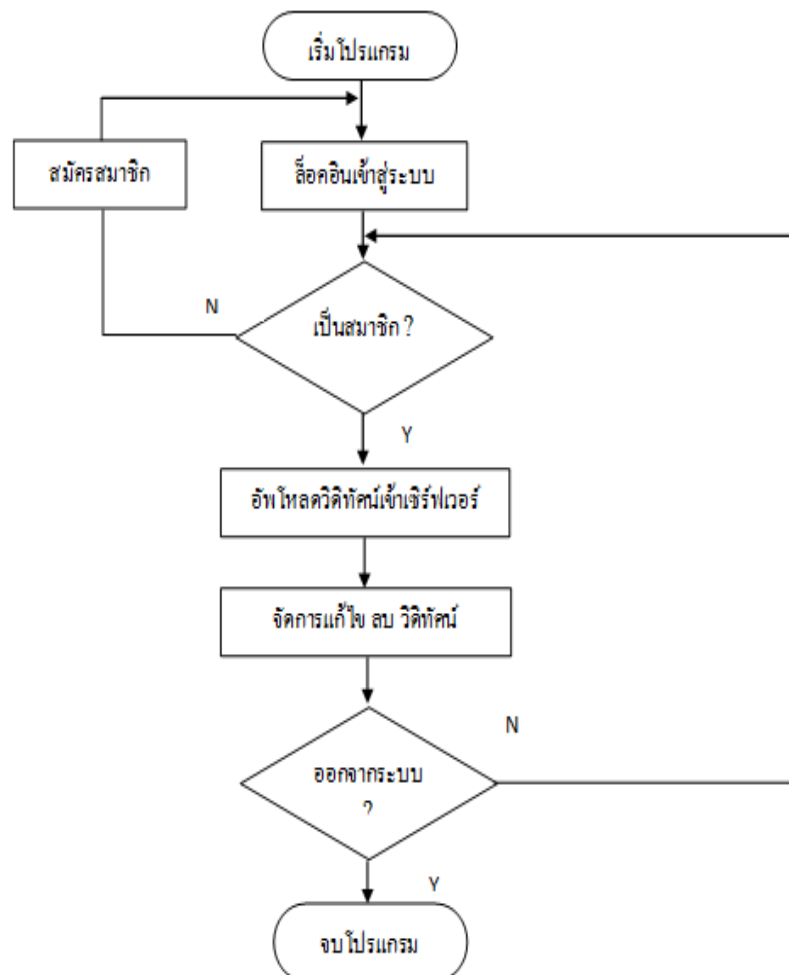 เริ่มโปรแกรม
สมัครสมาชิก
ล็อคอินเข้าสู่ระบบ
N
เป็นสมาชิก ?
Y
อัพโหลดวิดิทัศน์เข้าเซิร์ฟเวอร์
จัดการแก้ไข ลบ วิดิทัศน์
N
ออกจากระบบ
?
Y
จบโปรแกรม